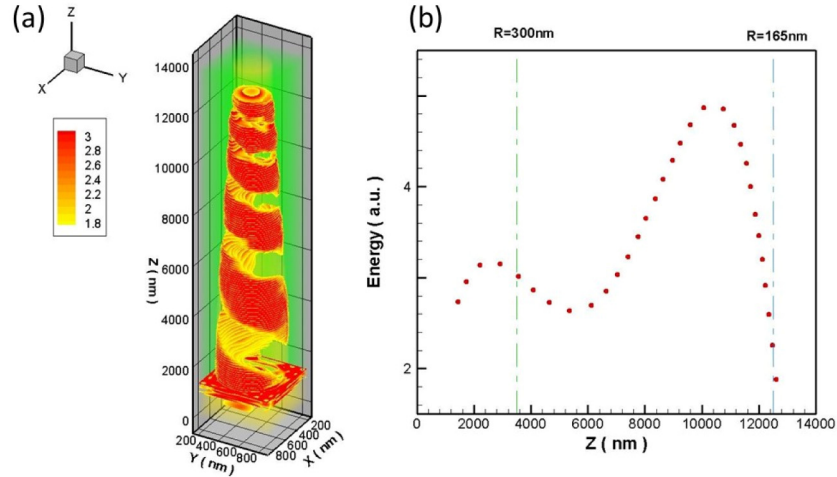 (a)
Z
Y
X
3
2.8
2.6
2.4
2.2
2
1.8
14000
12000
10000
8000
6000
4000
2000
0
Z ( nm )
200
400
600
800
Y ( nm )
200
400
600
800
X ( nm )
(b)
R=300nm
R=165nm
Energy ( a.u. )
4
2
0
2000
4000
6000
8000
10000
12000
14000
Z ( nm )